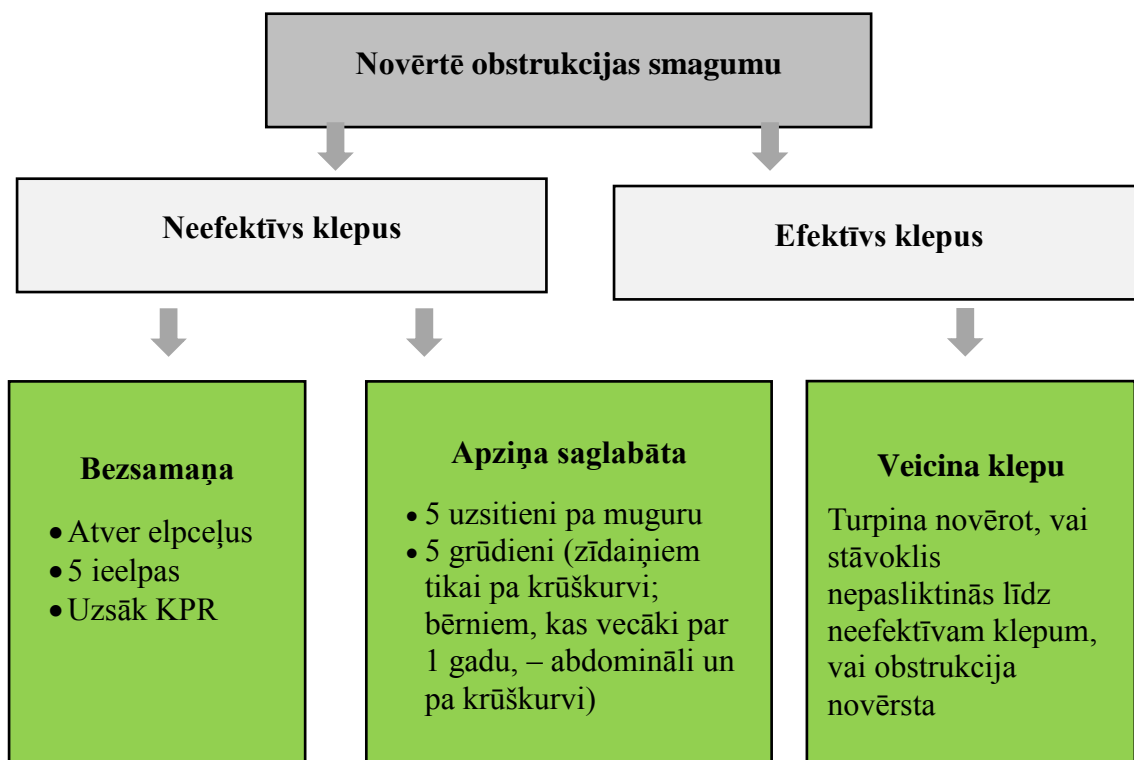 Novērtē obstrukcijas smagumu
Neefektīvs klepus
Efektīvs klepus
Bezsamaņa
• Atver elpceļus
• 5 ieelpas
• Uzsāk KPR
Apziņa saglabāta
• 5 uzsitieni pa muguru
• 5 grūdieni (zīdaiņiem
tikai pa krūškurvi;
bērniem, kas vecāki par
1 gadu, – abdomināli un
pa krūškurvi)
Veicina klepu
Turpina novērot, vai
stāvoklis
nepasliktinās līdz
neefektīvam klepum,
vai obstrukcija
novērsta